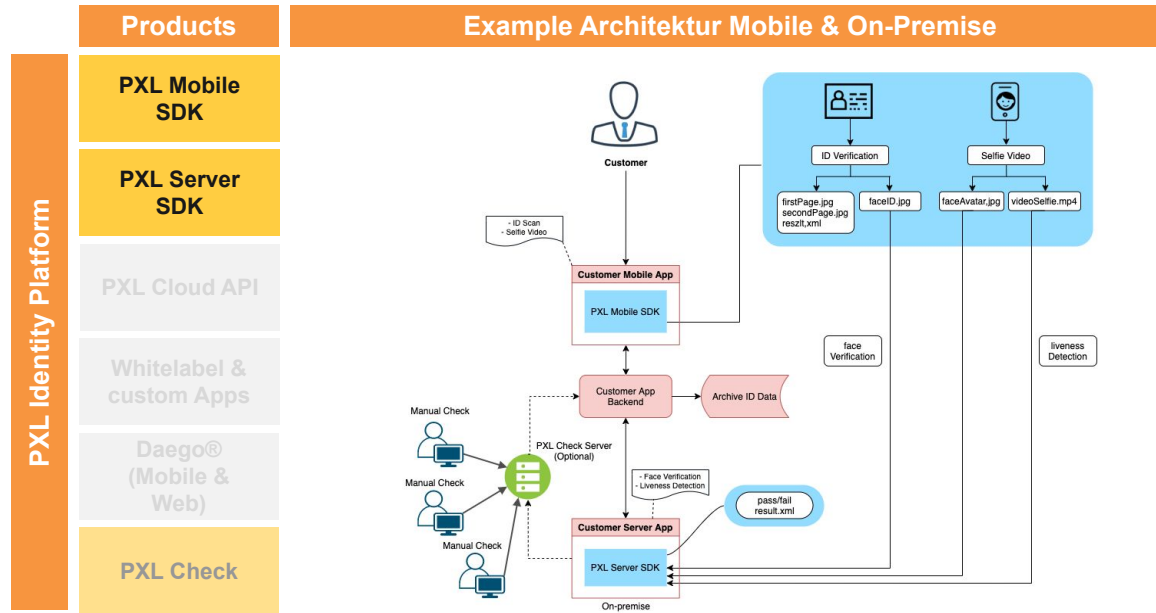 Products
Example Architektur Mobile & On-Premise
PXL Identity Platform
PXL Mobile
SDK
PXL Server
SDK
PXL Cloud API
Whitelabel &
custom Apps
Daego®
(Mobile &
Web)
PXL Check
Customer
- ID Scan
- Selfie Video
Customer Mobile App
PXL Mobile SDK
ID Verification
Selfie Video
firstPage.jpg
secondPage.jpg
reszlt,xml
faceID.jpg
faceAvatar,jpg
videoSelfie.mp4
face
Verification
liveness
Detection
Customer App
Backend
Archive ID Data
Manual Check
PXL Check Server
(Optional)
Manual Check
Manual Check
- Face Verification
- Liveness Detection
pass/fail
result.xml
Customer Server App
PXL Server SDK
On-premise